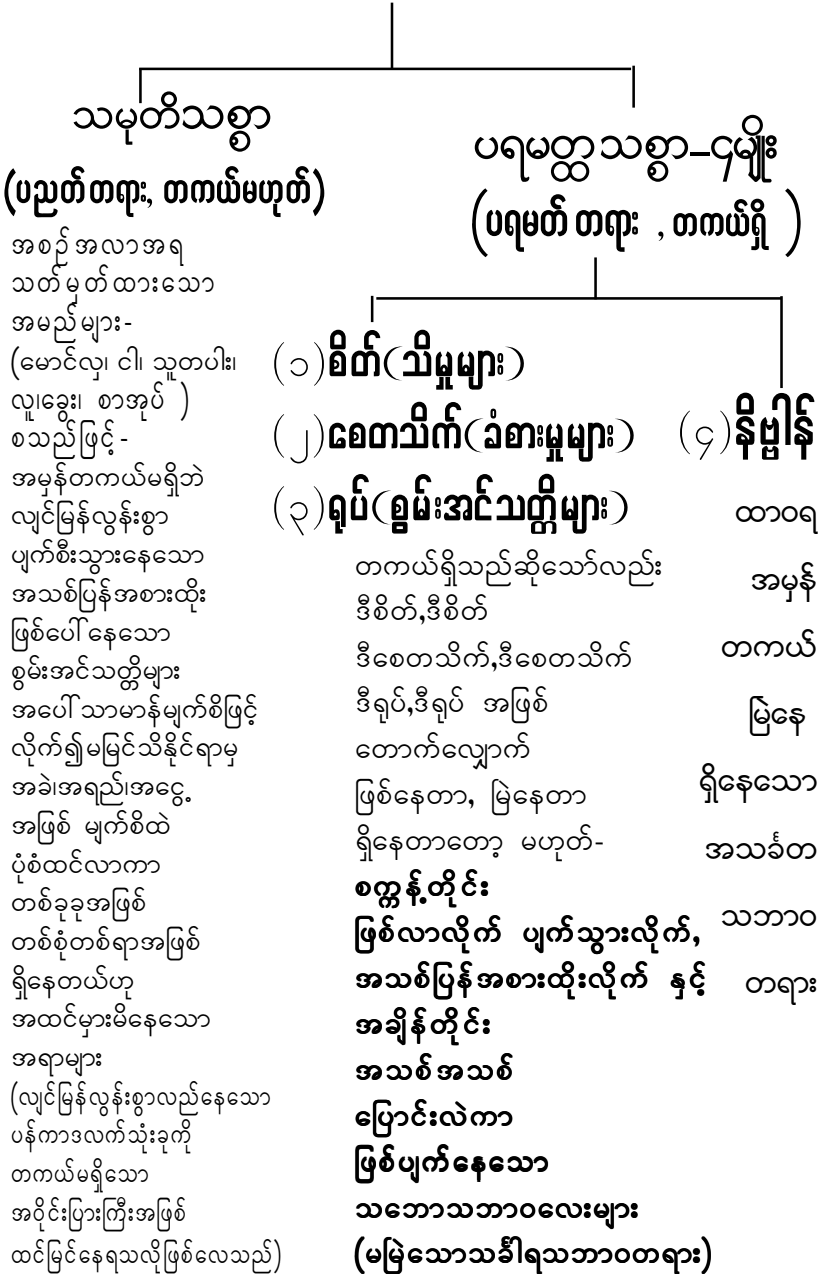 သမုတိသစ္စာ
(ပညတ်တရား, တကယ်မဟုတ်)
အစဉ်အလာအရ
သတ်မှတ်ထားသော
အမည်များ-
(မောင်လှ၊ ငါ၊ သူတပါး၊
လူ၊ခွေး၊ စာအုပ် )
စသည်ဖြင့်-
အမှန်တကယ်မရှိဘဲ
လျင်မြန်လွန်းစွာ
ပျက်စီးသွားနေသော
အသစ်ပြန်အစားထိုး
ဖြစ်ပေါ်နေသော
စွမ်းအင်သတ္တိများ
အပေါ်သာမာန်မျက်စိဖြင့်
လိုက်၍မမြင်သိနိုင်ရာမှ
အခဲ၊အရည်၊အငွေ့
အဖြစ် မျက်စိထဲ
ပုံစံထင်လာကာ
တစ်ခုခုအဖြစ်
တစ်စုံတစ်ရာအဖြစ်
ရှိနေတယ်ဟု
အထင်မှားမိနေသော
အရာများ
(လျင်မြန်လွန်းစွာလည်နေသော
ပန်ကာဒလက်သုံးခုကို
တကယ်မရှိသော
အဝိုင်းပြားကြီးအဖြစ်
ထင်မြင်နေရသလိုဖြစ်လေသည်)
ပရမတ္ထသစ္စာ–၄မျိုး
(ပရမတ်တရား , တကယ်ရှိ )
(၁)စိတ်(သိမှုများ)
(၂)စေတသိက်(ခံစားမှုများ)
(၃)ရုပ်(စွမ်းအင်သတ္တိများ)
တကယ်ရှိသည်ဆိုသော်လည်း
ဒီစိတ်,ဒီစိတ်
ဒီစေတသိက်,ဒီစေတသိက်
ဒီရုပ်,ဒီရုပ် အဖြစ်
တောက်လျှောက်
ဖြစ်နေတာ, မြဲနေတာ
ရှိနေတာတော့ မဟုတ်-
စက္ကန့်တိုင်း
ဖြစ်လာလိုက် ပျက်သွားလိုက်,
အသစ်ပြန်အစားထိုးလိုက် နှင့်
အချိန်တိုင်း
အသစ်အသစ်
ပြောင်းလဲကာ
ဖြစ်ပျက်နေသော
သဘောသဘာဝလေးများ
(မမြဲသောသင်္ခါရသဘာဝတရား)
(၄)နိဗ္ဗါန်
ထာဝရ
အမှန်
တကယ်
မြဲနေ
ရှိနေသော
အသင်္ခတ
သဘာဝ
တရား